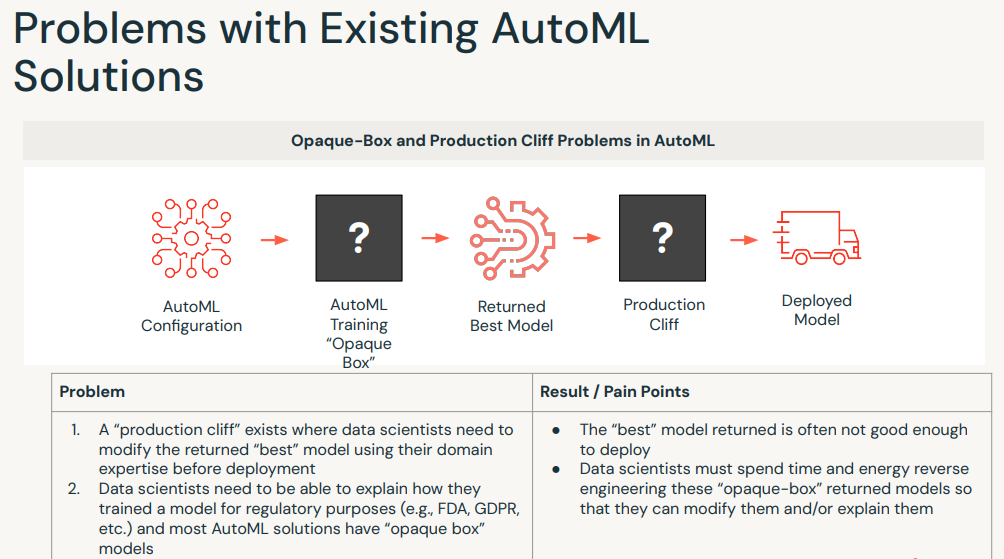 Problems with Existing AutoML
Solutions
Opaque-Box and Production Cliff Problems in AutoML
?
?
AutoML
Configuration
AutoML
Training
“Opaque
Box”
Returned
Best Model
Production
Cliff
Deployed
Model
Problem
Result / Pain Points
1. A “production cliff” exists where data scientists need to
modify the returned “best” model using their domain
expertise before deployment
2. Data scientists need to be able to explain how they
trained a model for regulatory purposes (e.g., FDA, GDPR,
etc.) and most AutoML solutions have “opaque box”
models
● The “best” model returned is often not good enough
to deploy
● Data scientists must spend time and energy reverse
engineering these “opaque-box” returned models so
that they can modify them and/or explain them